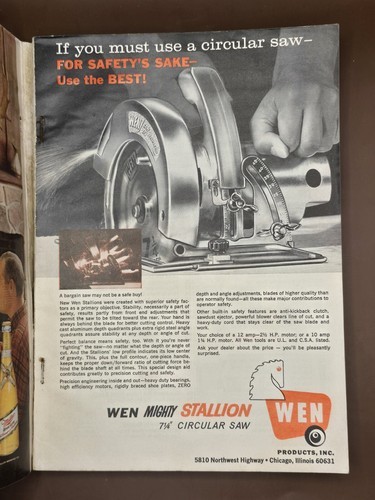 If you must use a circular saw—
FOR SAFETY'S SAKE—
Use the BEST!
WEN
A bargain saw may not be a safe buy!
New Wen Stallions were created with superior safety fac-
tors as a primary objective. Stability, necessarily a part of
safety, results partly from front and adjustments that
permit the saw to be tilted toward the rear. Your hand is
always behind the blade for better cutting control. Heavy
cast aluminum depth quadrants plus extra rigid steel angle
quadrants assure stability at any depth or angle of cut.
Perfect balance means safety, too. With it you're never
"fighting" the saw—no matter what the depth or angle of
cut. And the Stallions' low profile indicates its low center
of gravity. This, plus the full contour, one-piece handle,
keeps the proper down/forward ratio of cutting force be-
hind the blade shaft at all times. This special design aid
contributes greatly to precision cutting and safety.
Precision engineering inside and out—heavy duty bearings,
high efficiency motors, rigidly braced shoe plates, ZERO
depth and angle adjustments, blades of higher quality than
are normally found—all these make major contributions to
operator safety.
Other built-in safety features are anti-kickback clutch,
sawdust ejector, powerful blower clears line of cut, and a
heavy-duty cord that stays clear of the saw blade and
work.
Your choice of a 12 amp—2½ H.P. motor; or a 10 amp
1⅞ H.P. motor. All Wen tools are U.L. and C.S.A. listed.
Ask your dealer about the price — you'll be pleasantly
surprised.
WEN MIGHTY STALLION
7¼" CIRCULAR SAW
WEN
PRODUCTS, INC.
5810 Northwest Highway • Chicago, Illinois 60631